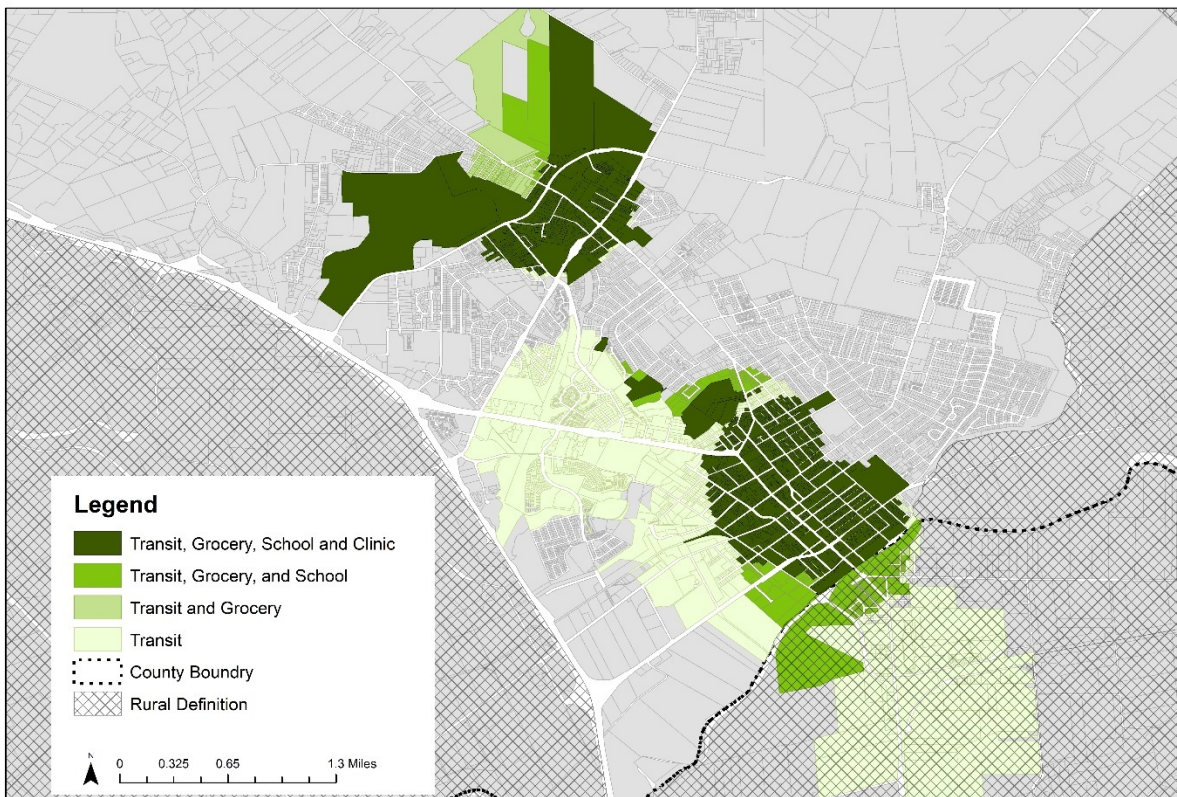 Legend
Transit, Grocery, School and Clinic
Transit, Grocery, and School
Transit and Grocery
Transit
County Boundry
Rural Definition
N
0 0.325 0.65 1.3 Miles